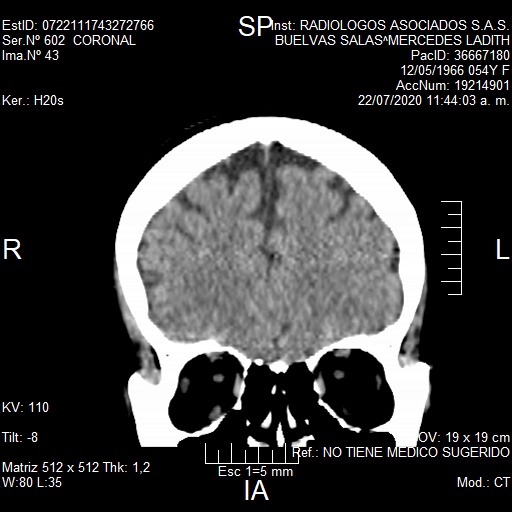 EstID: 0722111743272766
Ser.Nº 602 CORONAL
Ima.Nº 43
Ker.: H20s
SP
Inst: RADIOLOGOS ASOCIADOS S.A.S.
BUELVAS SALAS^MERCEDES LADITH
PacID: 36667180
12/05/1966 054Y F
AccNum: 19214901
22/07/2020 11:44:03 a. m.
R
L
KV: 110
Tilt: -8
Matriz 512 x 512 Thk: 1,2
W:80 L:35
Esc 1=5 mm
IA
OV: 19 x 19 cm
Ref.: NO TIENE MEDICO SUGERIDO
Mod.: CT